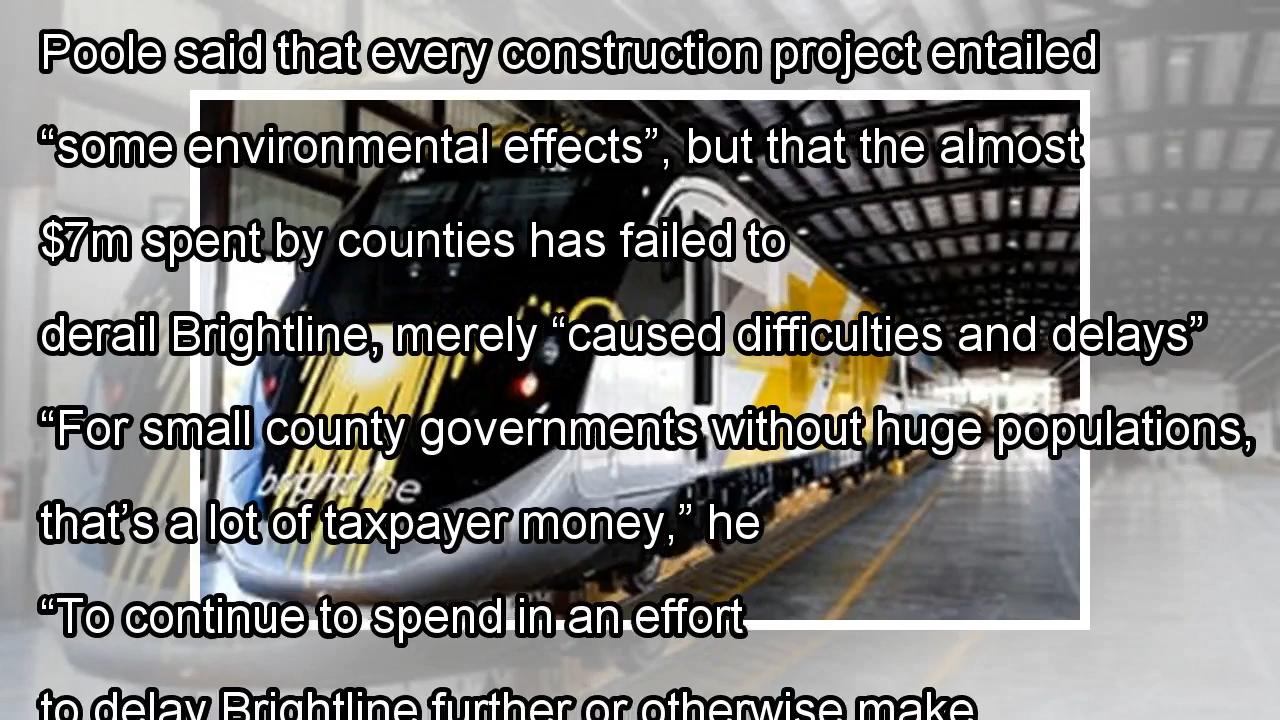 Poole said that every construction project entailed
“some environmental effects”, but that the almost
$7m spent by counties has failed to
derail Brightline, merely “caused difficulties and delays”
“For small county governments without huge populations,
brightline
that’s a lot of taxpayer money,” he
“To continue to spend in an effort
to delay Brightline further or otherwise make